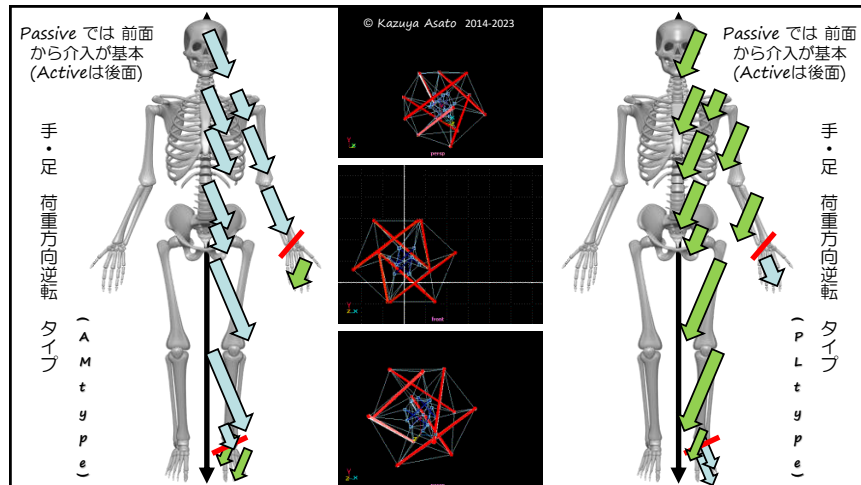 Passive では 前面
から介入が基本
(Activeは後面)
手・足 荷重方向逆転 タイプ
(AMtype)
© Kazuya Asato 2014-2023
persp
front
Passive では 前面
から介入が基本
(Activeは後面)
手・足 荷重方向逆転 タイプ
(PLtype)